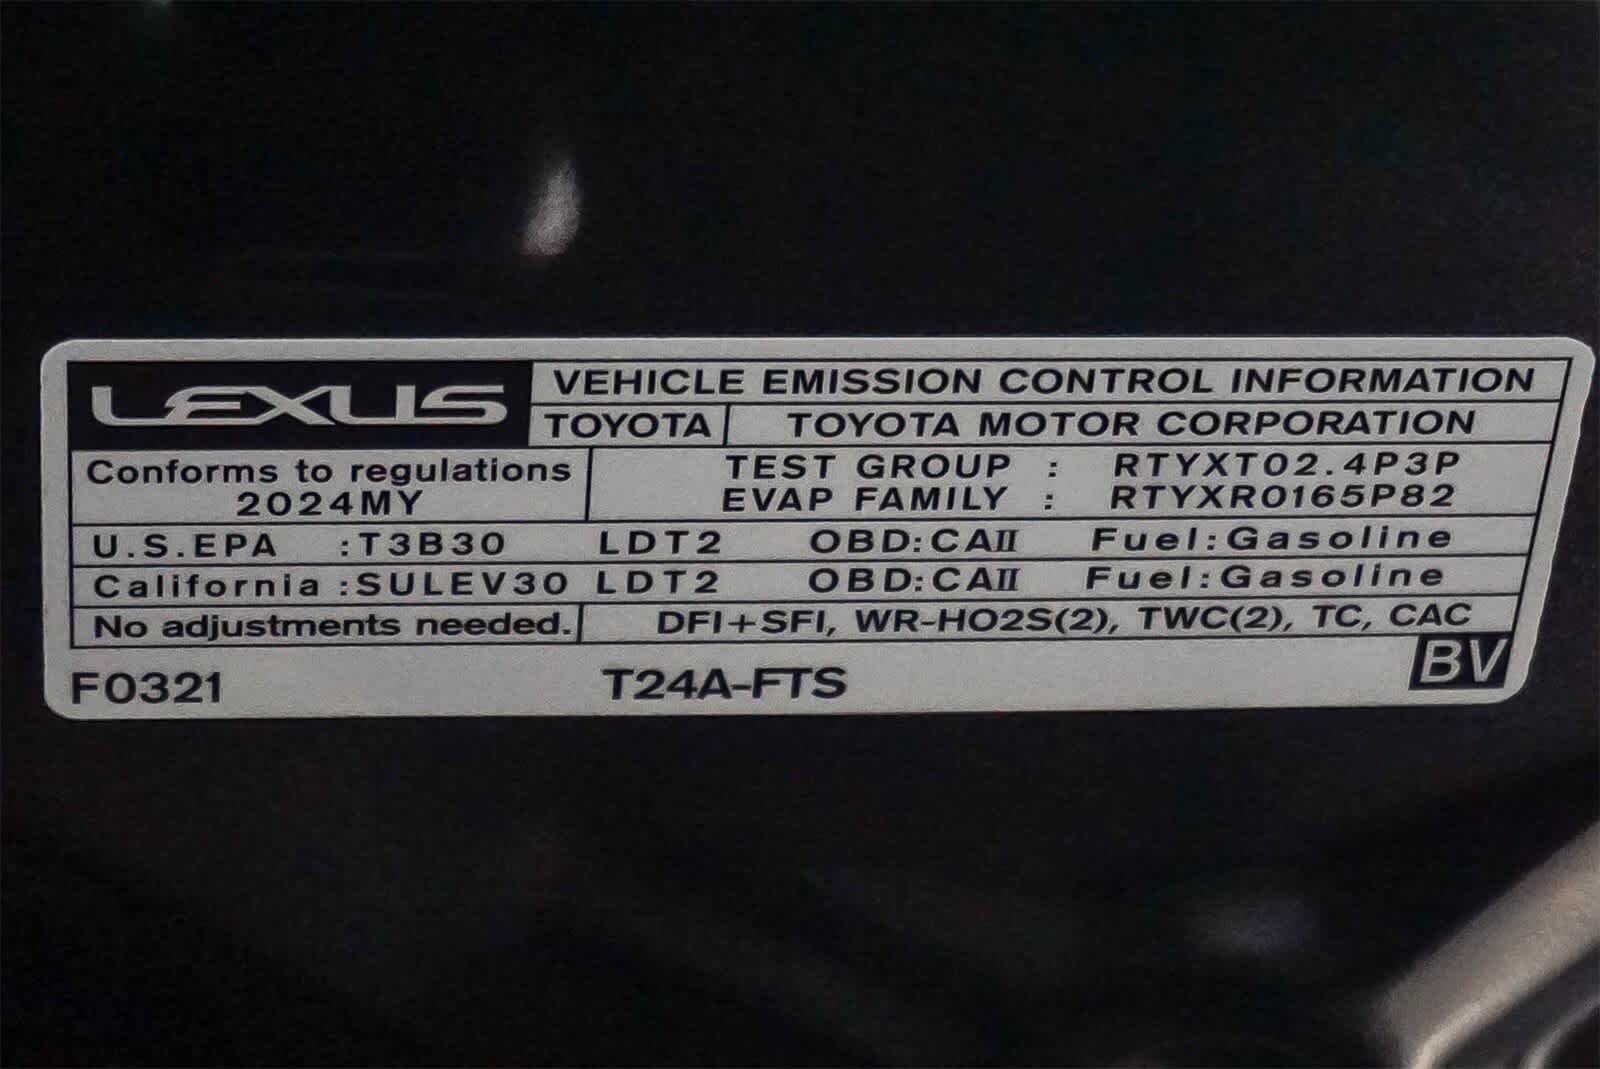 LEXUS
VEHICLE EMISSION CONTROL INFORMATION
TOYOTA TOYOTA MOTOR CORPORATION
Conforms to regulations
2024MY
TEST GROUP : RTYXT02.4P3P
EVAP FAMILY : RTYXR0165P82
U.S.EPA :T3B30 LDT2 OBD:CAII Fuel:Gasoline
California :SULEV30 LDT2 OBD:CAII Fuel:Gasoline
No adjustments needed. DFI+SFI, WR-HO2S(2), TWC(2), TC, CAC
F0321 T24A-FTS BV